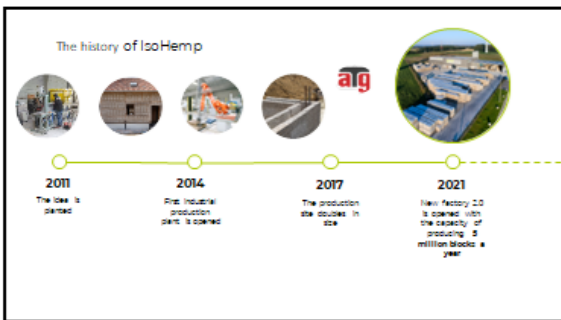 The history of IsoHemp
aTg
2011
The idea is
planted
2014
First industrial
production
plant is opened
2017
The production
site doubles in
size
2021
New factory 2.0
is opened with
the capacity of
producing 5
million blocks a
year